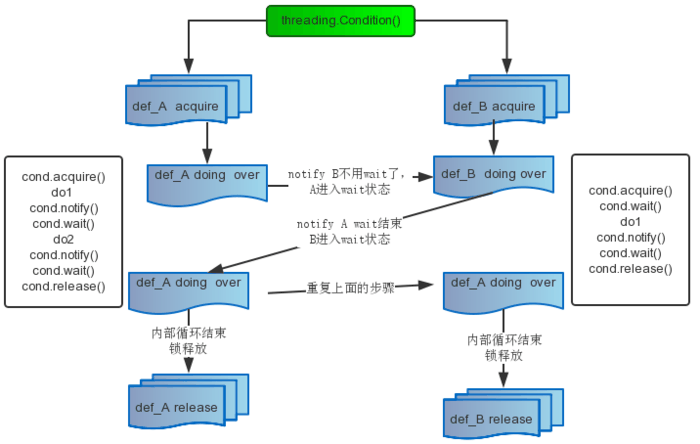 threading.Condition()
def_A acquire
def_B acquire
def_A doing over
notify B不用wait了，
A进入wait状态
def_B doing over
cond.acquire()
do1
cond.notify()
cond.wait()
do2
cond.notify()
cond.wait()
cond.release()
cond.acquire()
cond.wait()
do1
cond.notify()
cond.wait()
cond.release()
notify A wait结束
B进入wait状态
def_A doing over
重复上面的步骤
def_A doing over
内部循环结束
锁释放
内部循环结束
锁释放
def_A release
def_B release